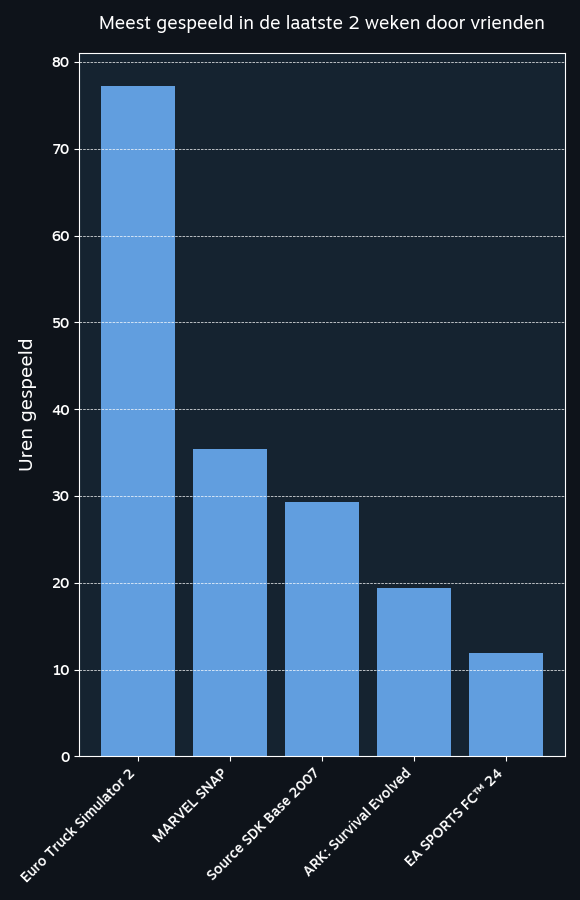 Meest gespeeld in de laatste 2 weken door vrienden
Uren gespeeld
80
70
60
50
40
30
20
10
0
Euro Truck Simulator 2
MARVEL SNAP
Source SDK Base 2007
ARK: Survival Evolved
EA SPORTS FC™ 24